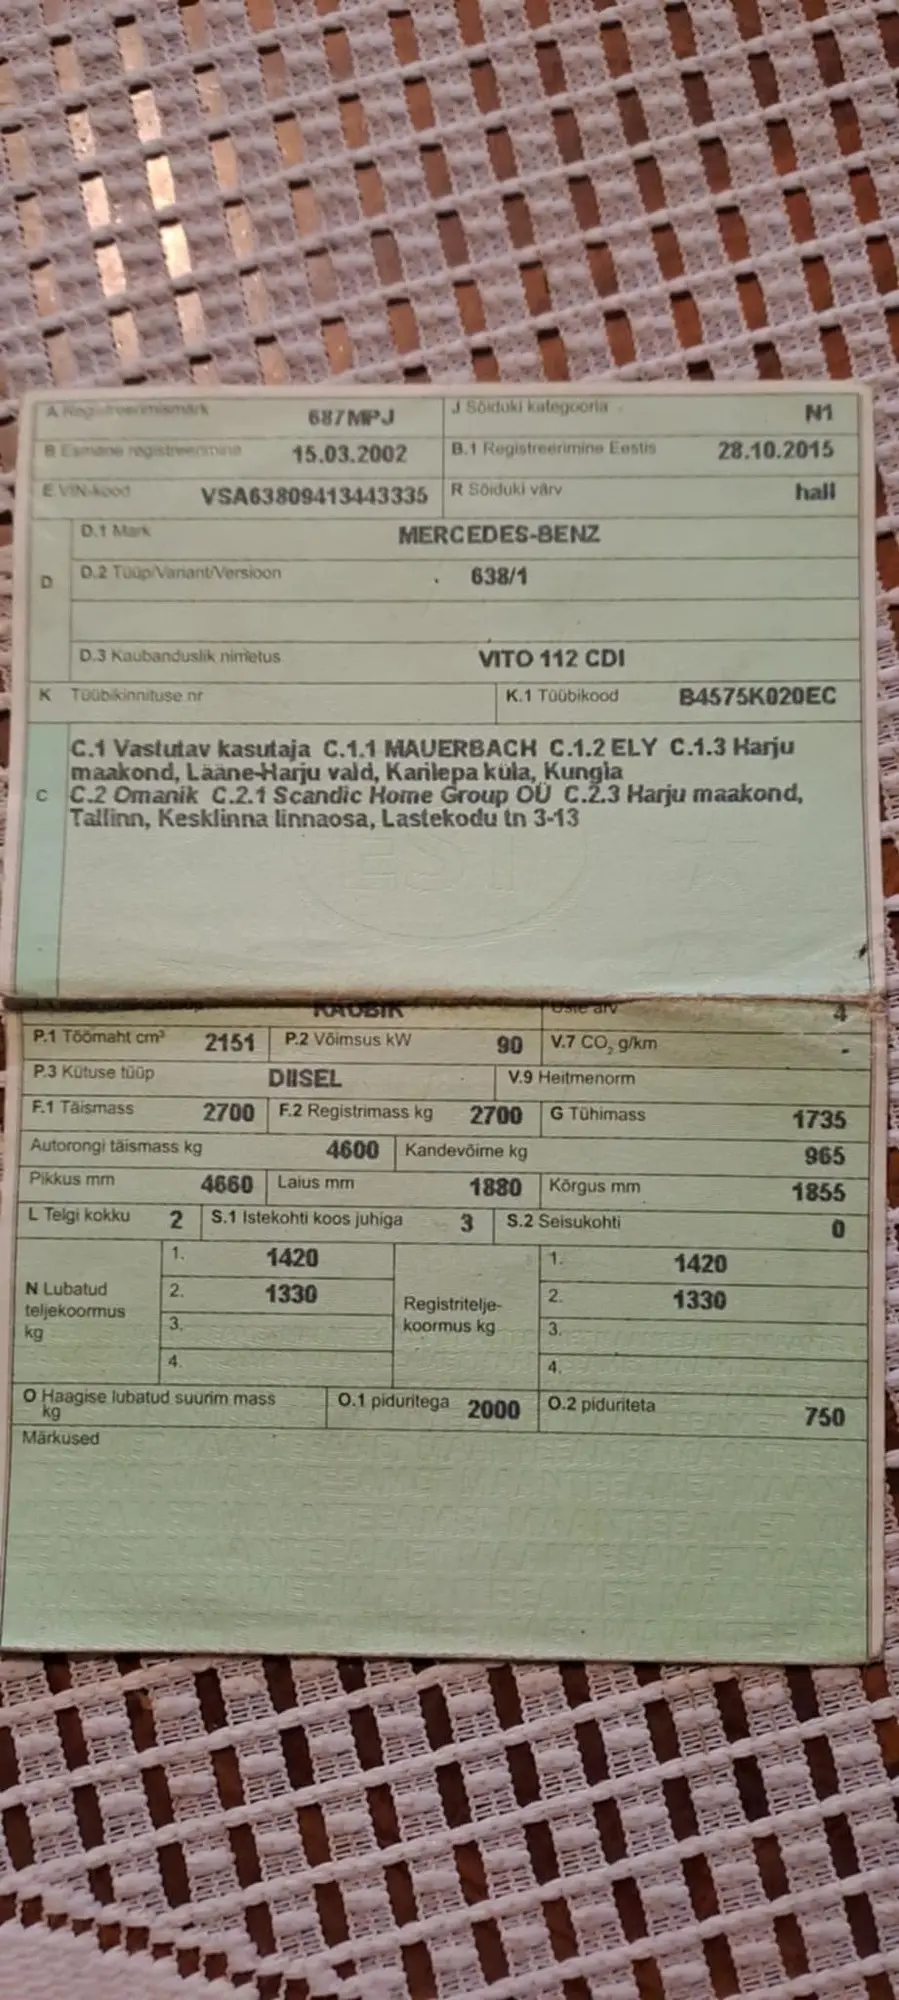 A Registreerimismärk 687MPJ J Sõiduki kategooria N1
B Esmane registreerimine 15.03.2002 B.1 Registreerimine Eestis 28.10.2015
E VIN-kood VSA63809413443335 R Sõiduki värv hall
D.1 Mark MERCEDES-BENZ
D D.2 Tüüp/Variant/Versioon 638/1
D.3 Kaubanduslik nimetus VITO 112 CDI
K Tüübikinnituse nr K.1 Tüübikood B4575K020EC
C.1 Vastutav kasutaja C.1.1 MAUERBACH C.1.2 ELY C.1.3 Harju
maakond, Lääne-Harju vald, Karilepa küla, Kungla
C C.2 Omanik C.2.1 Scandic Home Group OÜ C.2.3 Harju maakond,
Tallinn, Kesklinna linnaosa, Lastekodu tn 3-13
EST
KAUBIK Uste arv 4
P.1 Töömaht cm³ 2151 P.2 Võimsus kW 90 V.7 CO₂ g/km -
P.3 Kütuse tüüp DIISEL V.9 Heitmenorm
F.1 Täismass 2700 F.2 Registrimass kg 2700 G Tühimass 1735
Autorongi täismass kg 4600 Kandevõime kg 965
Pikkus mm 4660 Laius mm 1880 Kõrgus mm 1855
L Telgi kokku 2 S.1 Istekohti koos juhiga 3 S.2 Seisukohti 0
N Lubatud teljekoormus kg
1. 1420
2. 1330
3.
4.
Registritelje-
koormus kg
1. 1420
2. 1330
3.
4.
O Haagise lubatud suurim mass kg O.1 piduritega 2000 O.2 piduriteta 750
Märkused